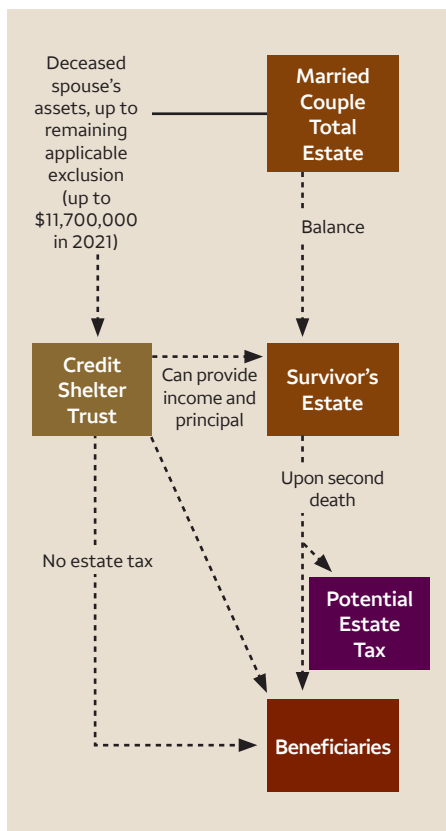 Deceased
spouse's
assets, up to
remaining
applicable
exclusion
(up to
$11,700,000
in 2021)
Married
Couple
Total
Estate
Balance
Credit
Shelter
Trust
Can provide
income and
principal
Survivor's
Estate
Upon second
death
No estate tax
Potential
Estate
Tax
Beneficiaries